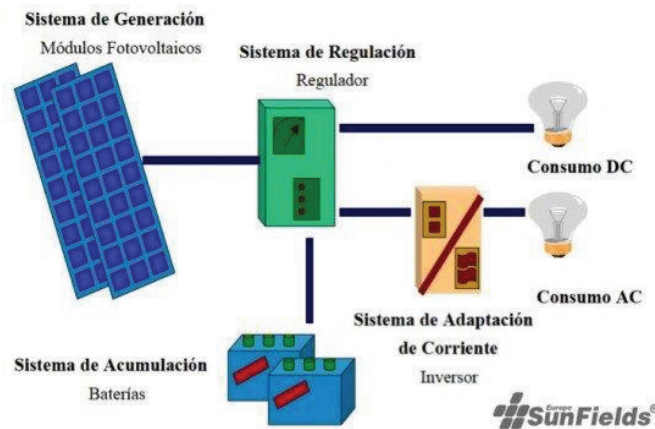 Sistema de Generación
Módulos Fotovoltaicos
Sistema de Regulación
Regulador
Consumo DC
Consumo AC
Sistema de Adaptación
de Corriente
Inversor
Sistema de Acumulación
Baterías
Europe
SunFields®